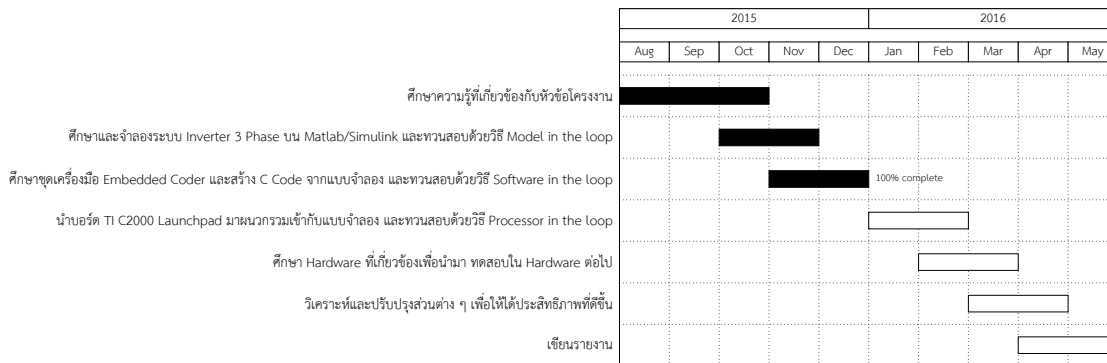 2015 2016
Aug Sep Oct Nov Dec Jan Feb Mar Apr May
ศึกษาความรู้ที่เกี่ยวข้องกับหัวข้อโครงงาน
ศึกษาและจำลองระบบ Inverter 3 Phase บน Matlab/Simulink และทวนสอบด้วยวิธี Model in the loop
ศึกษาชุดเครื่องมือ Embedded Coder และสร้าง C Code จากแบบจำลอง และทวนสอบด้วยวิธี Software in the loop 100% complete
นำบอร์ด TI C2000 Launchpad มาผนวกรวมเข้ากับแบบจำลอง และทวนสอบด้วยวิธี Processor in the loop
ศึกษา Hardware ที่เกี่ยวข้องเพื่อนำมา ทดสอบใน Hardware ต่อไป
วิเคราะห์และปรับปรุงส่วนต่าง ๆ เพื่อให้ได้ประสิทธิภาพที่ดีขึ้น
เขียนรายงาน